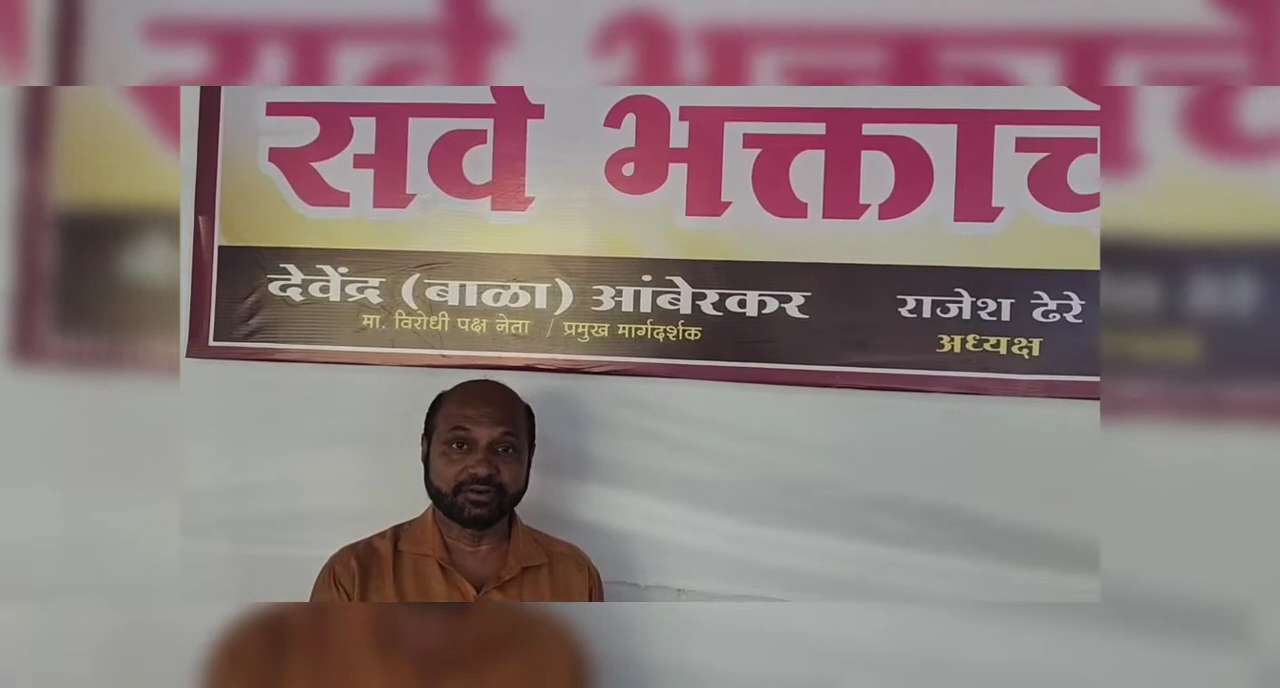 सर्व भक्तांचे
देवेंद्र (बाळा) आंबेरकर
मा. विरोधी पक्ष नेता / प्रमुख मार्गदर्शक
राजेश ढेरे
अध्यक्ष